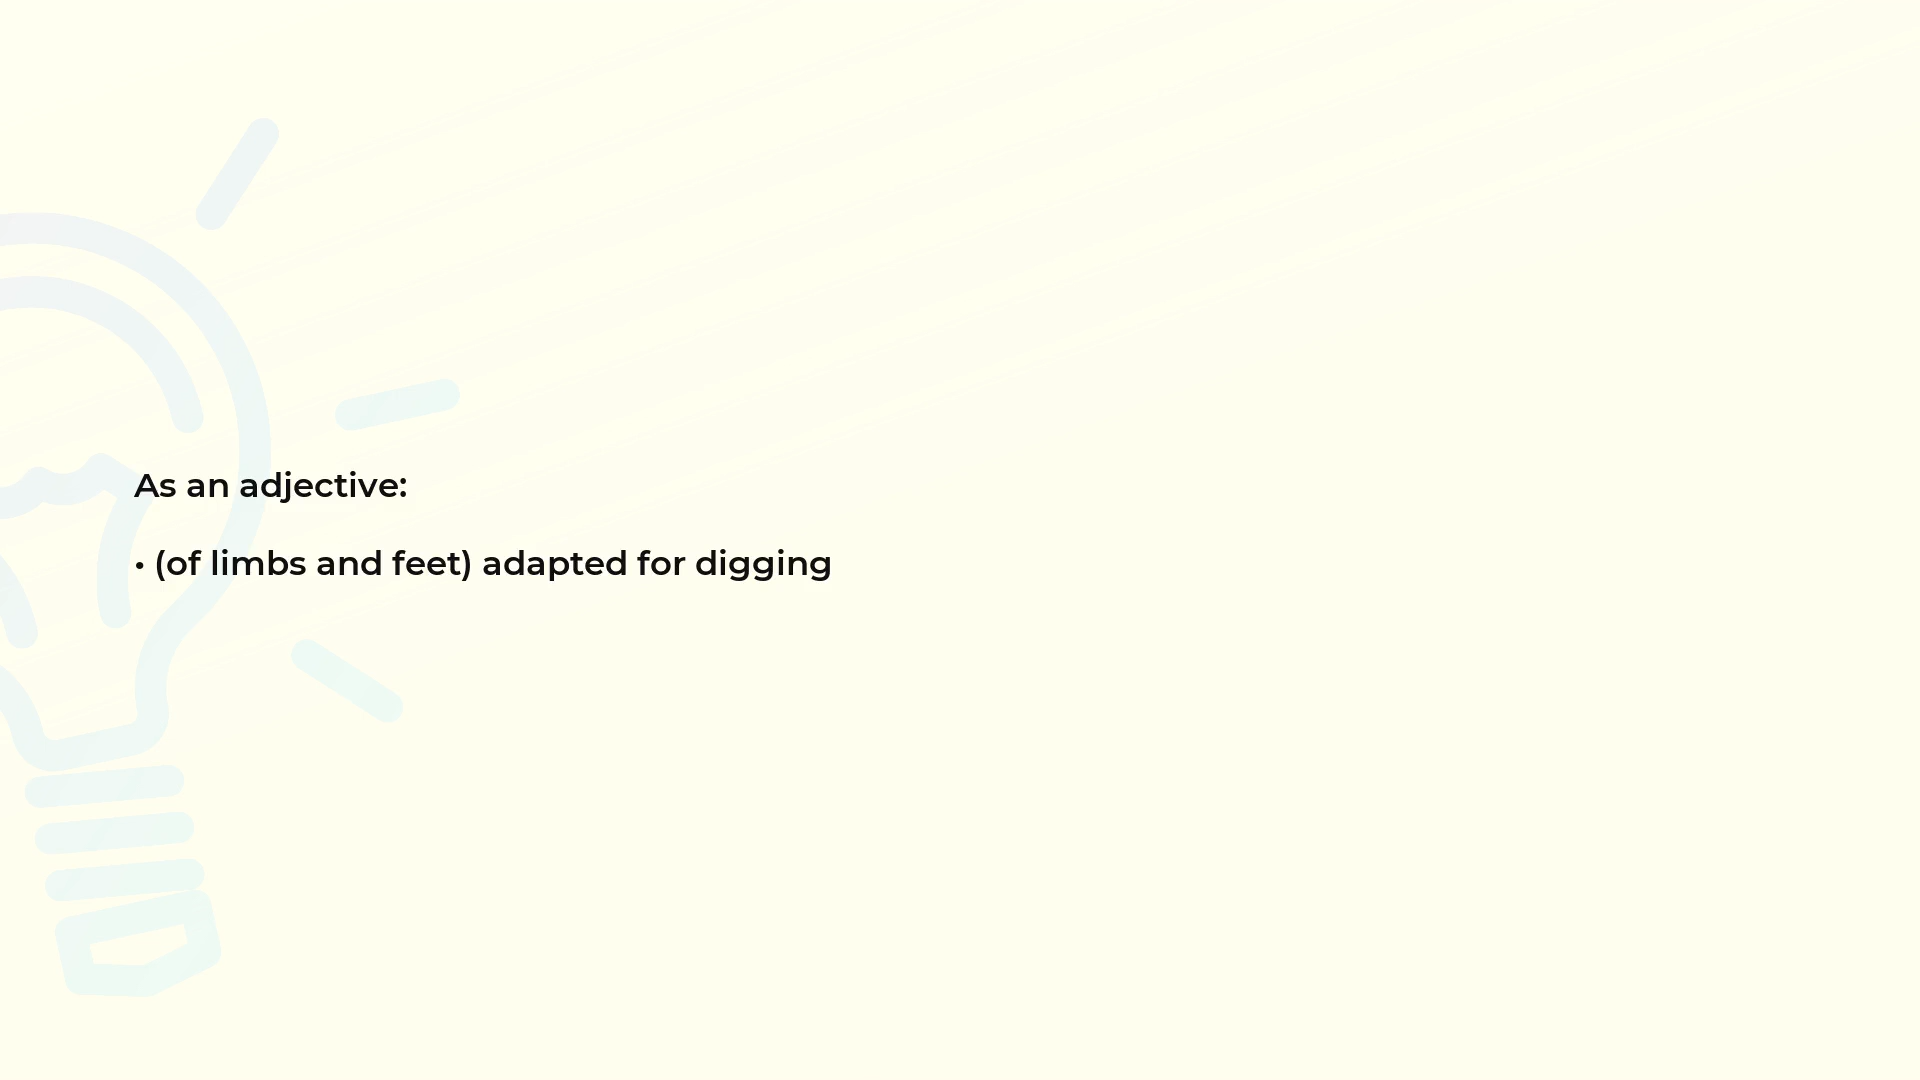 As an adjective:
• (of limbs and feet) adapted for digging